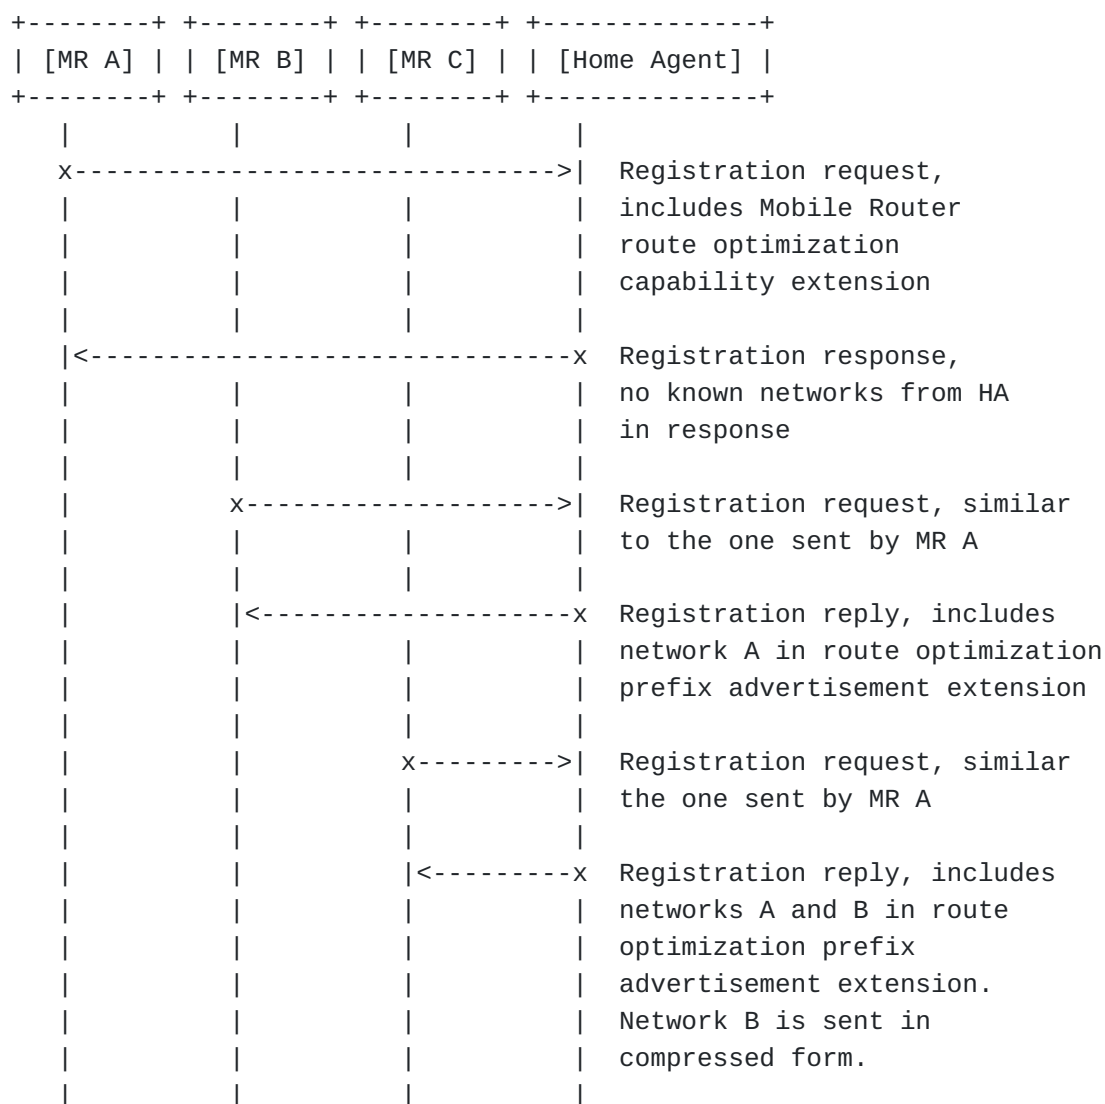 +--------+ +--------+ +--------+ +--------------+
| [MR A] | | [MR B] | | [MR C] | | [Home Agent] |
+--------+ +--------+ +--------+ +--------------+
   |          |          |          |
   x------------------------------->|  Registration request,
   |          |          |          |  includes Mobile Router
   |          |          |          |  route optimization
   |          |          |          |  capability extension
   |          |          |          |
   |<-------------------------------x  Registration response,
   |          |          |          |  no known networks from HA
   |          |          |          |  in response
   |          |          |          |
   |          x-------------------->|  Registration request, similar
   |          |          |          |  to the one sent by MR A
   |          |          |          |
   |          |<--------------------x  Registration reply, includes
   |          |          |          |  network A in route optimization
   |          |          |          |  prefix advertisement extension
   |          |          |          |
   |          |          x--------->|  Registration request, similar
   |          |          |          |  the one sent by MR A
   |          |          |          |
   |          |          |<---------x  Registration reply, includes
   |          |          |          |  networks A and B in route
   |          |          |          |  optimization prefix
   |          |          |          |  advertisement extension.
   |          |          |          |  Network B is sent in
   |          |          |          |  compressed form.
   |          |          |          |